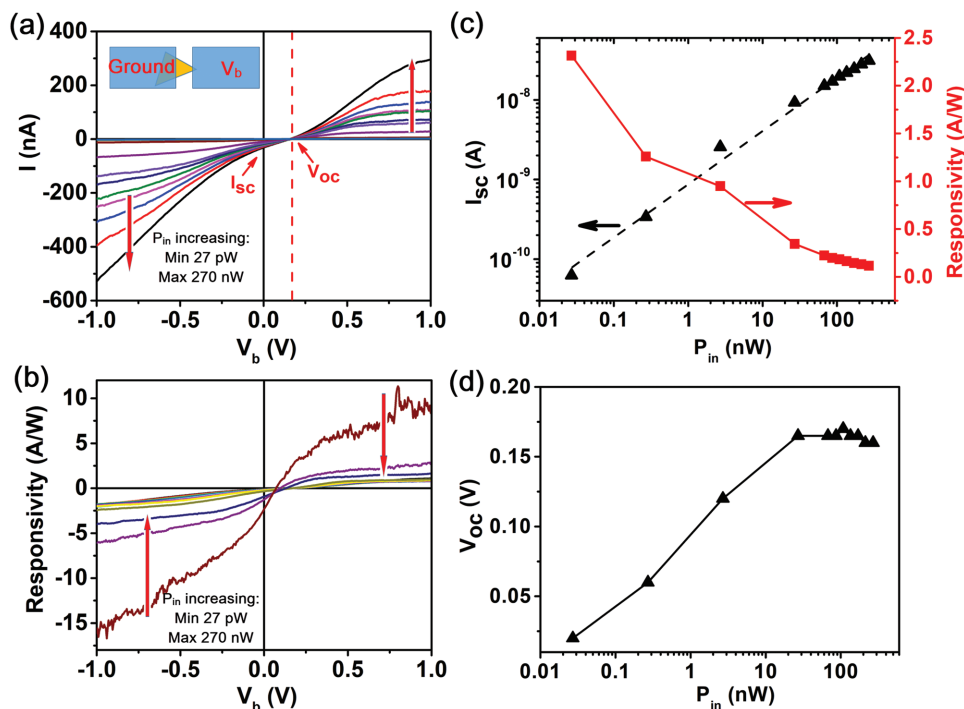 (a)
400
200
0
-200
-400
-600
I (nA)
Ground
V_b
I_sc
V_oc
P_in increasing:
Min 27 pW
Max 270 nW
-1.0 -0.5 0.0 0.5 1.0
V_b (V)
(b)
10
5
0
-5
-10
-15
Responsivity (A/W)
P_in increasing:
Min 27 pW
Max 270 nW
-1.0 -0.5 0.0 0.5 1.0
V_b (V)
(c)
10⁻⁸
10⁻⁹
10⁻¹⁰
I_sc (A)
2.5
2.0
1.5
1.0
0.5
0.0
Responsivity (A/W)
0.01 0.1 1 10 100
P_in (nW)
(d)
0.20
0.15
0.10
0.05
0.00
V_oc (V)
0.01 0.1 1 10 100
P_in (nW)